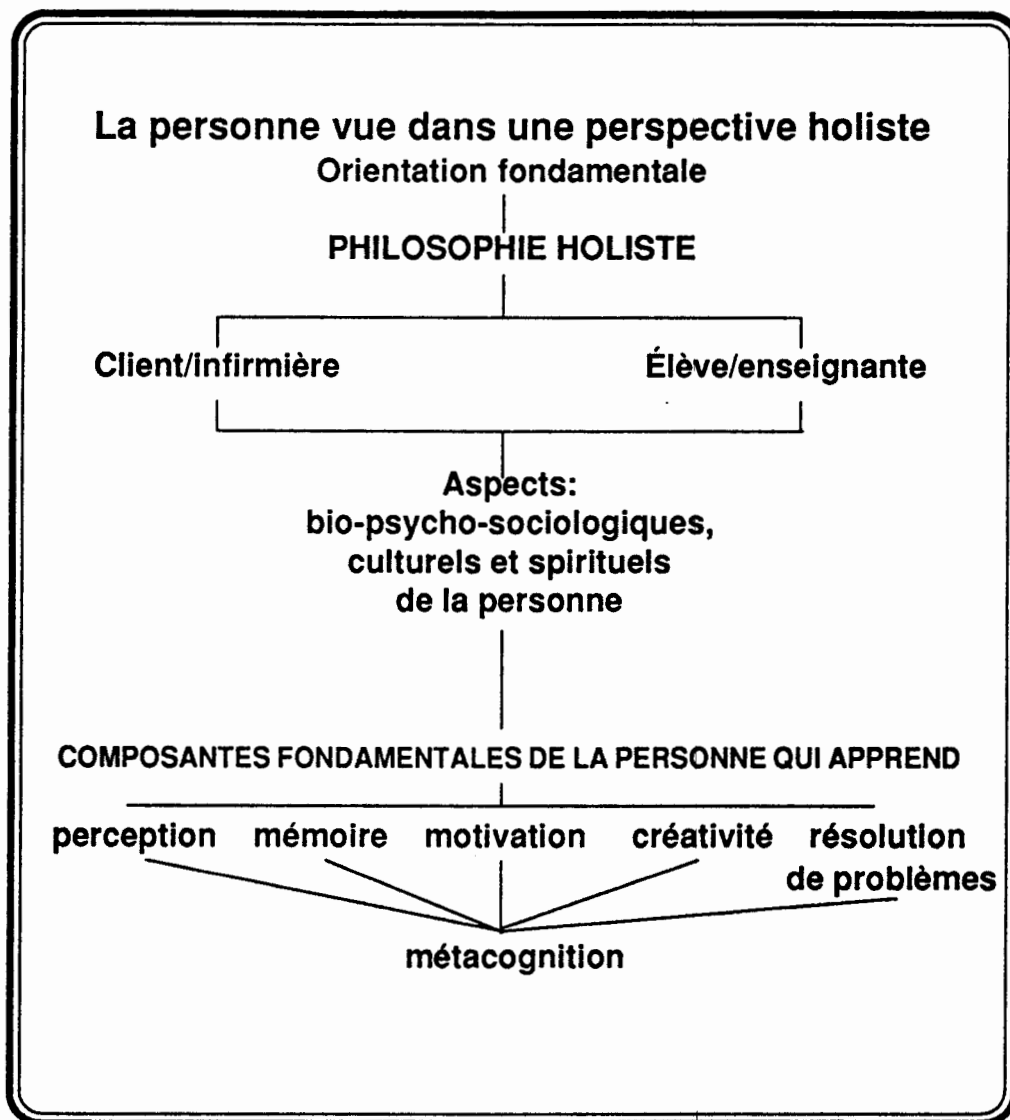 La personne vue dans une perspective holiste
Orientation fondamentale
PHILOSOPHIE HOLISTE
Client/infirmière Élève/enseignante
Aspects:
bio-psycho-sociologiques,
culturels et spirituels
de la personne
COMPOSANTES FONDAMENTALES DE LA PERSONNE QUI APPREND
perception mémoire motivation créativité résolution
de problèmes
métacognition